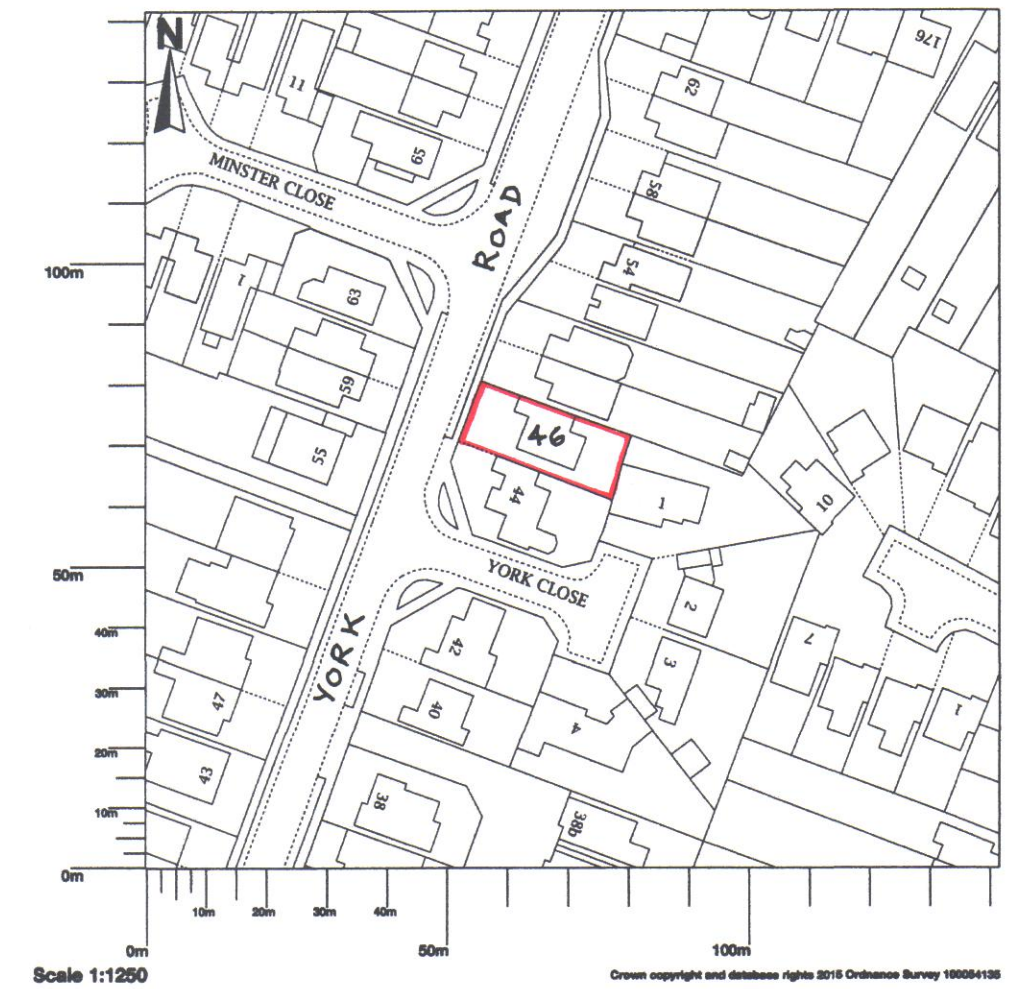 N
176
11
62
65
MINSTER CLOSE
58
ROAD
54
100m
1
63
59
46
55
44
1
10
50m
YORK CLOSE
2
40m
42
7
YORK
3
30m
47
40
4
1
20m
43
38
10m
38b
0m
10m
20m
30m
40m
0m
50m
100m
Scale 1:1250
Crown copyright and database rights 2015 Ordnance Survey 100054135